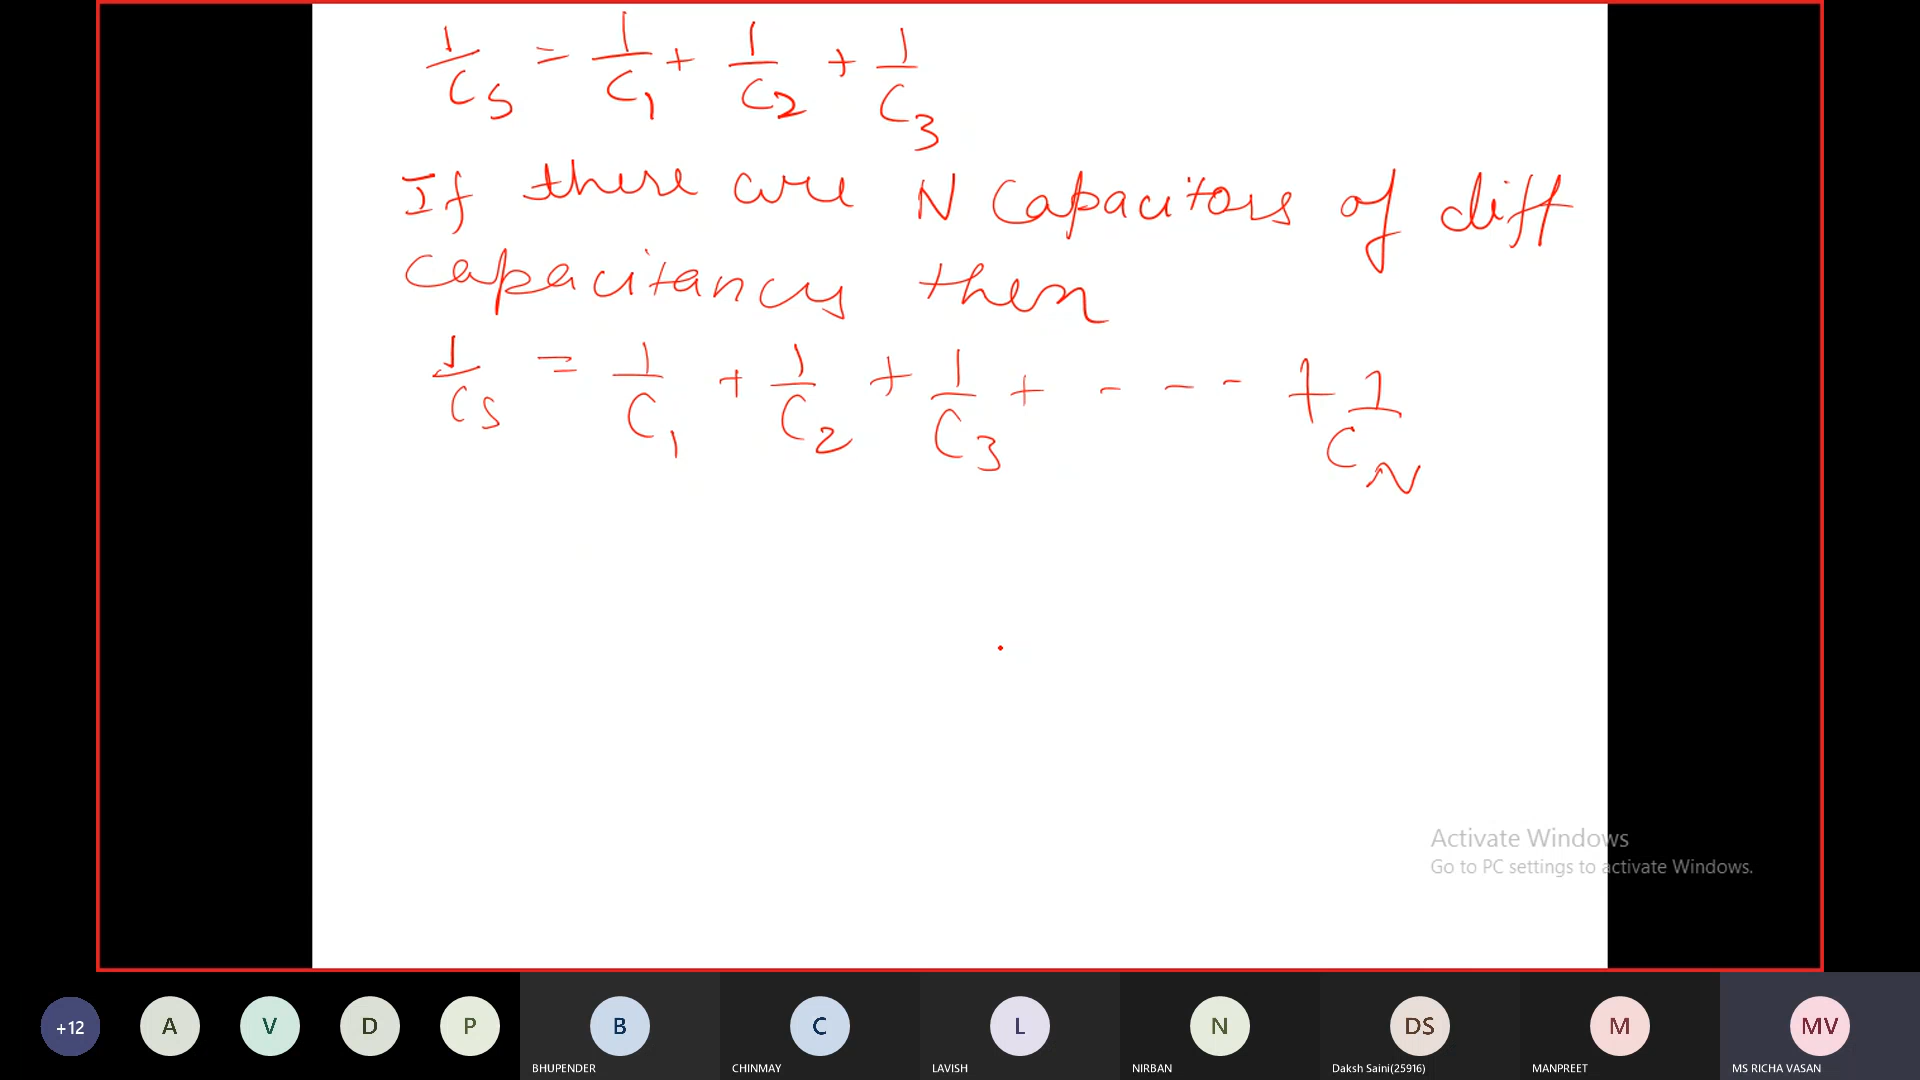 1/Cs = 1/C1 + 1/C2 + 1/C3
If there are N capacitors of diff
capacitancy then
1/Cs = 1/C1 + 1/C2 + 1/C3 + - - - + 1/CN
Activate Windows
Go to PC settings to activate Windows.
+12 A V D P B C L N DS M MV
BHUPENDER CHINMAY LAVISH NIRBAN Daksh Saini(25916) MANPREET MS RICHA VASAN